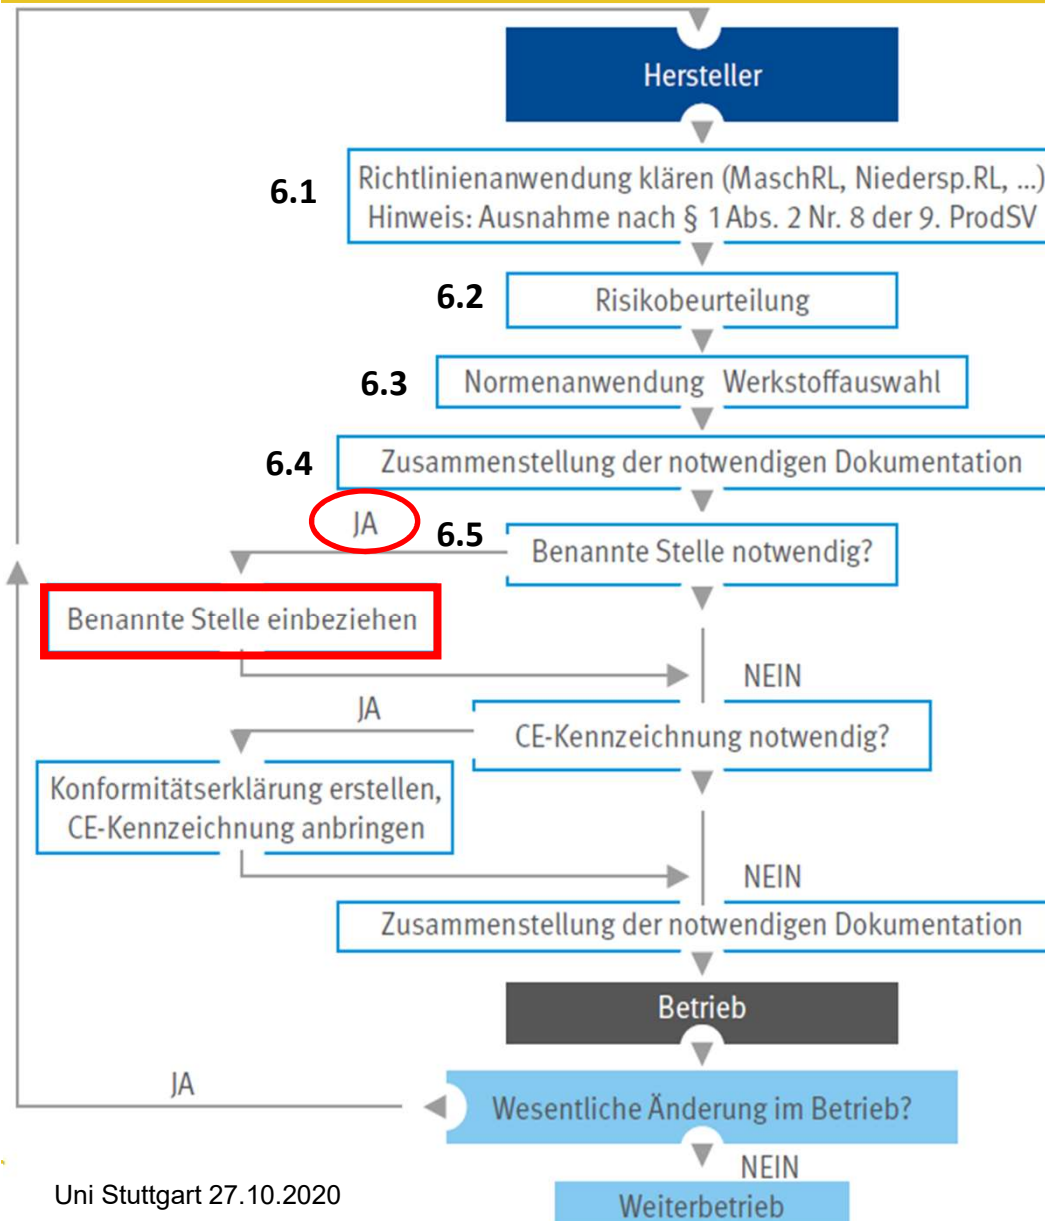 Hersteller
6.1
Richtlinienanwendung klären (MaschRL, Niedersp.RL, ...)
Hinweis: Ausnahme nach § 1 Abs. 2 Nr. 8 der 9. ProdSV
6.2
Risikobeurteilung
6.3
Normenanwendung Werkstoffauswahl
6.4
Zusammenstellung der notwendigen Dokumentation
JA
6.5
Benannte Stelle notwendig?
Benannte Stelle einbeziehen
NEIN
JA
CE-Kennzeichnung notwendig?
Konformitätserklärung erstellen,
CE-Kennzeichnung anbringen
NEIN
Zusammenstellung der notwendigen Dokumentation
Betrieb
JA
Wesentliche Änderung im Betrieb?
NEIN
Uni Stuttgart 27.10.2020
Weiterbetrieb